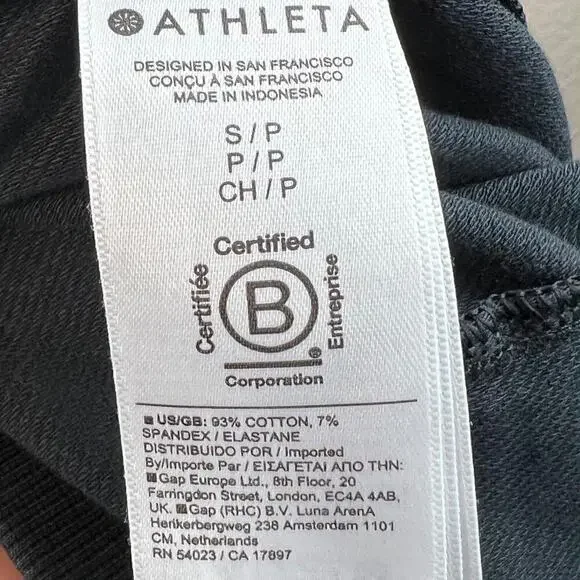 ATHLETA
DESIGNED IN SAN FRANCISCO
CONÇU À SAN FRANCISCO
MADE IN INDONESIA
S / P
P / P
CH / P
Certified
Certifiée
B
Entreprise
®
Corporation
US/GB: 93% COTTON, 7%
SPANDEX / ELASTANE
DISTRIBUIDO POR / Imported
By/Importe Par / ΕΙΣΑΓΕΤΑΙ ΑΠΟ ΤΗΝ:
Gap Europe Ltd., 8th Floor, 20
Farringdon Street, London, EC4A 4AB,
UK. Gap (RHC) B.V. Luna ArenA
Herikerbergweg 238 Amsterdam 1101
CM, Netherlands
RN 54023 / CA 17897